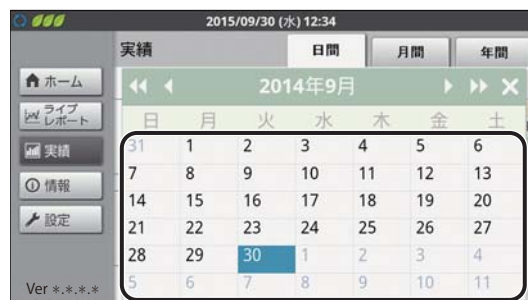 2015/09/30 (水) 12:34
実績 日間 月間 年間
ホーム
ライブ
レポート
実績
情報
設定
Ver *.*.*.*
2014年9月
日 月 火 水 木 金 土
31 1 2 3 4 5 6
7 8 9 10 11 12 13
14 15 16 17 18 19 20
21 22 23 24 25 26 27
28 29 30 1 2 3 4
5 6 7 8 9 10 11